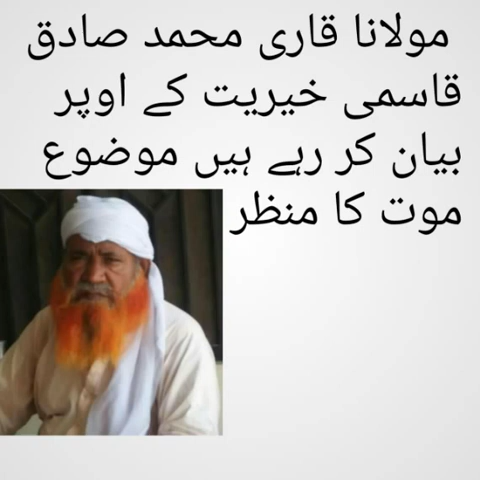 مولانا قاری محمد صادق
قاسمی خیریت کے اوپر
بیان کر رہے ہیں موضوع
موت کا منظر